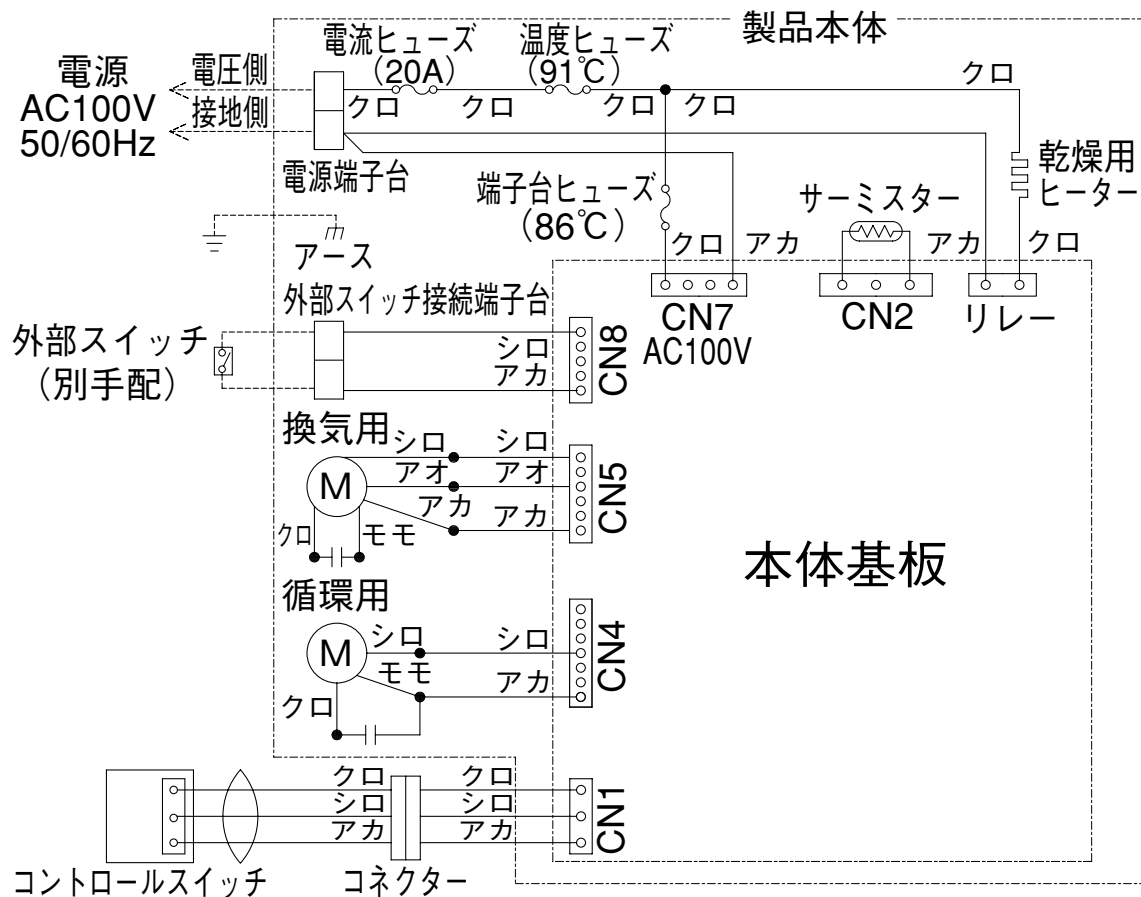 製品本体
電流ヒューズ
(20A)
温度ヒューズ
(91℃)
電源
AC100V
50/60Hz
電圧側
接地側
クロ
クロ
クロ
クロ
クロ
電源端子台
端子台ヒューズ
(86℃)
乾燥用
ヒーター
サーミスター
クロ
アカ
アカ
クロ
アース
CN7
AC100V
CN2
リレー
外部スイッチ接続端子台
外部スイッチ
(別手配)
シロ
アカ
CN8
換気用
M
シロ
シロ
アオ
アオ
アカ
アカ
クロ
モモ
CN5
本体基板
循環用
M
シロ
シロ
モモ
アカ
クロ
CN4
クロ
クロ
シロ
シロ
アカ
アカ
CN1
コントロールスイッチ
コネクター